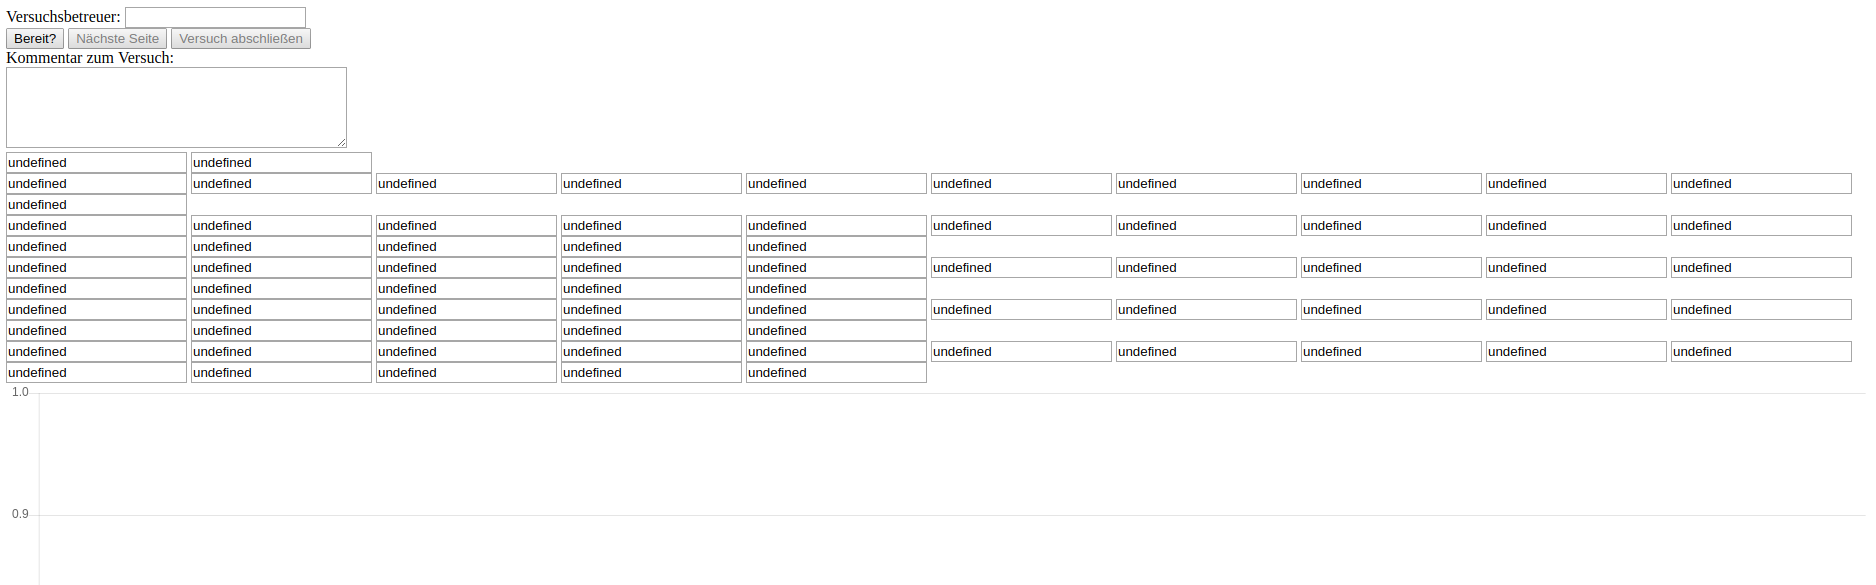 Versuchsbetreuer:
Bereit? Nächste Seite Versuch abschließen
Kommentar zum Versuch:
undefined undefined
undefined undefined undefined undefined undefined undefined undefined undefined undefined undefined
undefined
undefined undefined undefined undefined undefined undefined undefined undefined undefined undefined
undefined undefined undefined undefined undefined
undefined undefined undefined undefined undefined undefined undefined undefined undefined undefined
undefined undefined undefined undefined undefined
undefined undefined undefined undefined undefined undefined undefined undefined undefined undefined
undefined undefined undefined undefined undefined
undefined undefined undefined undefined undefined undefined undefined undefined undefined undefined
undefined undefined undefined undefined undefined
1.0
0.9